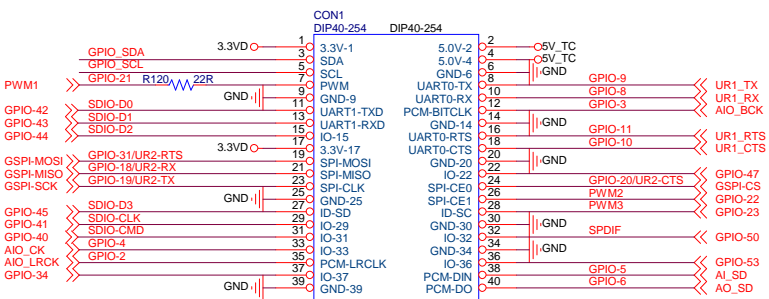 CON1
DIP40-254 DIP40-254
3.3VD 1 3.3V-1 5.0V-2 2 5V_TC
GPIO_SDA 3 SDA 5.0V-4 4 5V_TC
GPIO_SCL 5 SCL GND-6 6 GND
PWM1 GPIO-21 R120 22R 7 PWM UART0-TX 8 GPIO-9 UR1_TX
GND 9 GND-9 UART0-RX 10 GPIO-8 UR1_RX
GPIO-42 SDIO-D0 11 UART1-TXD PCM-BITCLK 12 GPIO-3 AIO_BCK
GPIO-43 SDIO-D1 13 UART1-RXD GND-14 14 GND
GPIO-44 SDIO-D2 15 IO-15 UART0-RTS 16 GPIO-11 UR1_RTS
3.3VD 17 3.3V-17 UART0-CTS 18 GPIO-10 UR1_CTS
GSPI-MOSI GPIO-31/UR2-RTS 19 SPI-MOSI GND-20 20 GND
GSPI-MISO GPIO-18/UR2-RX 21 SPI-MISO IO-22 22 GPIO-47
GSPI-SCK GPIO-19/UR2-TX 23 SPI-CLK SPI-CE0 24 GPIO-20/UR2-CTS GSPI-CS
GND 25 GND-25 SPI-CE1 26 PWM2 GPIO-22
GPIO-45 SDIO-D3 27 ID-SD ID-SC 28 PWM3 GPIO-23
GPIO-41 SDIO-CLK 29 IO-29 GND-30 30 GND
GPIO-40 SDIO-CMD 31 IO-31 IO-32 32 SPDIF GPIO-50
AIO_CK GPIO-4 33 IO-33 GND-34 34 GND
AIO_LRCK GPIO-2 35 PCM-LRCLK IO-36 36 GPIO-53
GPIO-34 37 IO-37 PCM-DIN 38 GPIO-5 AI_SD
GND 39 GND-39 PCM-DO 40 GPIO-6 AO_SD